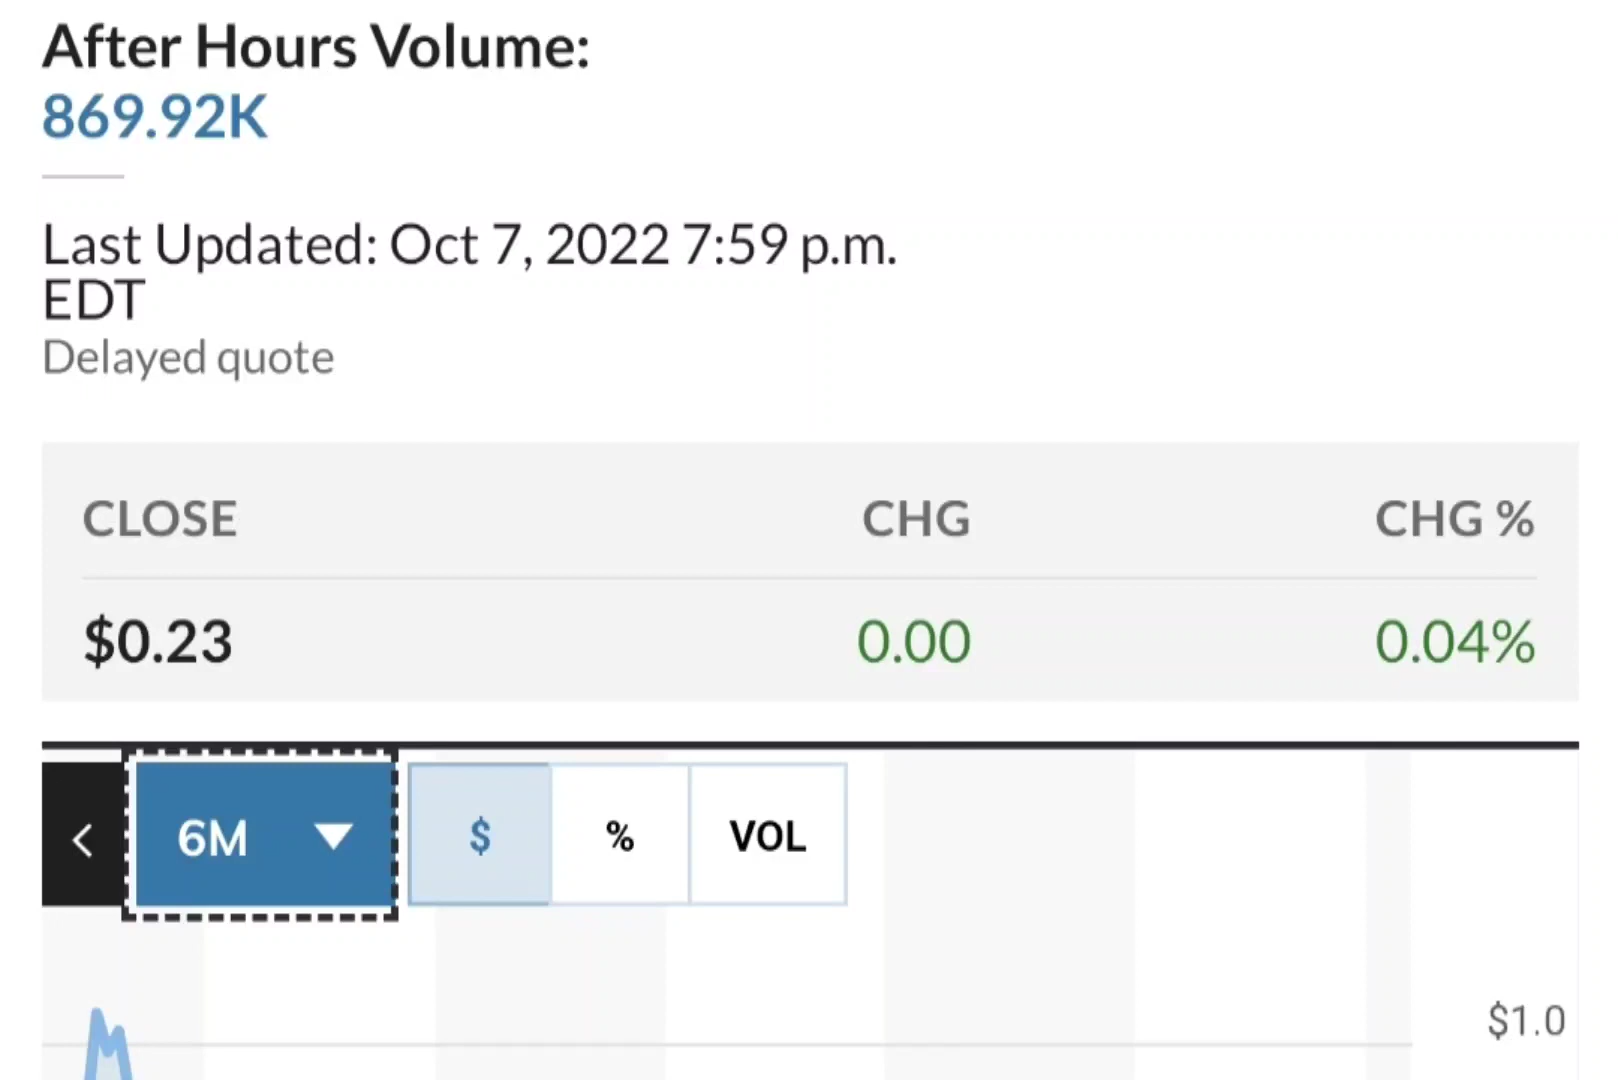 After Hours Volume:
869.92K
Last Updated: Oct 7, 2022 7:59 p.m.
EDT
Delayed quote
CLOSE CHG CHG %
$0.23 0.00 0.04%
6M $ % VOL
$1.0